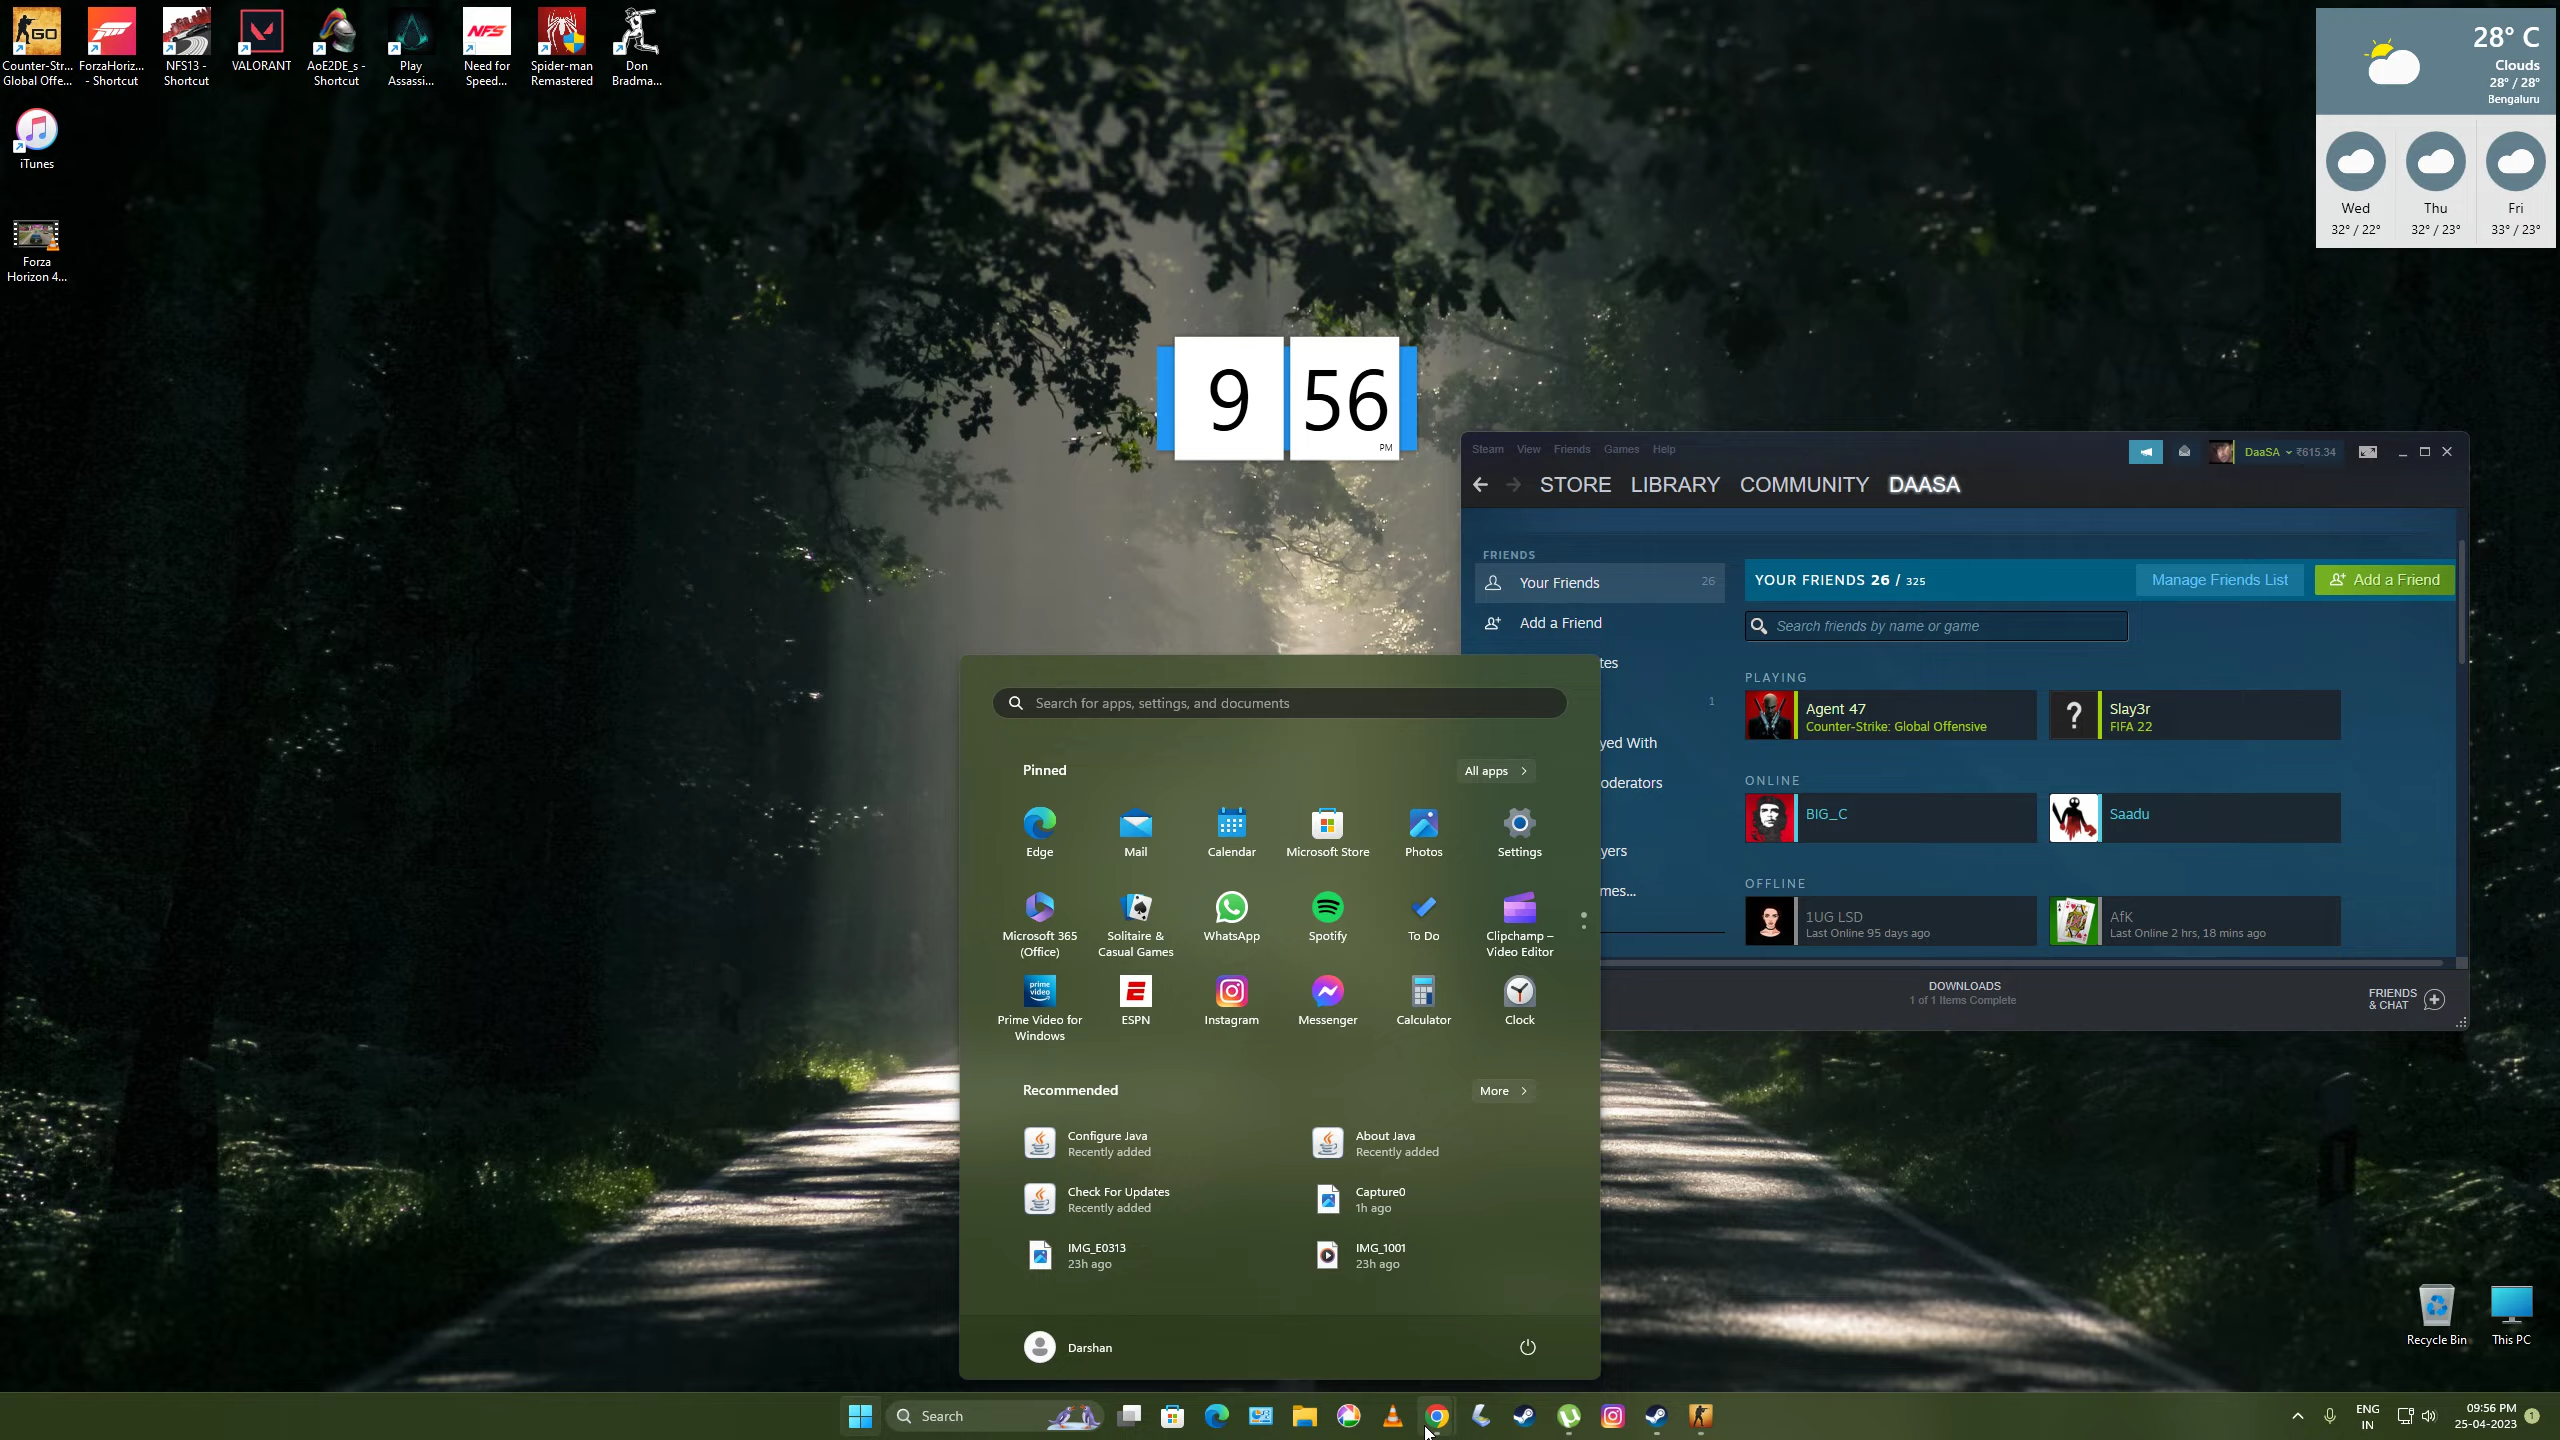 Counter-Str...
Global Offe...
ForzaHoriz...
- Shortcut
NFS13 -
Shortcut
VALORANT
AoE2DE_s -
Shortcut
Play
Assassi...
Need for
Speed...
Spider-man
Remastered
Don
Bradma...
iTunes
Forza
Horizon 4...
GO
NFS
28° C
Clouds
28° / 28°
Bengaluru
Wed
32° / 22°
Thu
32° / 23°
Fri
33° / 23°
9
56
PM
Steam View Friends Games Help
DaaSA ₹615.34
STORE LIBRARY COMMUNITY DAASA
FRIENDS
Your Friends 26
Add a Friend
tes
1
yed With
oderators
yers
mes...
YOUR FRIENDS 26 / 325
Manage Friends List
Add a Friend
Search friends by name or game
PLAYING
Agent 47
Counter-Strike: Global Offensive
Slay3r
FIFA 22
ONLINE
BIG_C
Saadu
OFFLINE
1UG LSD
Last Online 95 days ago
AfK
Last Online 2 hrs, 18 mins ago
DOWNLOADS
1 of 1 Items Complete
FRIENDS
& CHAT
Search for apps, settings, and documents
Pinned
All apps
Edge
Mail
Calendar
Microsoft Store
Photos
Settings
Microsoft 365
(Office)
Solitaire &
Casual Games
WhatsApp
Spotify
To Do
Clipchamp –
Video Editor
prime
video
Prime Video for
Windows
ESPN
Instagram
Messenger
Calculator
Clock
Recommended
More
Configure Java
Recently added
About Java
Recently added
Check For Updates
Recently added
Capture0
1h ago
IMG_E0313
23h ago
IMG_1001
23h ago
Darshan
Recycle Bin
This PC
Search
ENG
IN
09:56 PM
25-04-2023
1